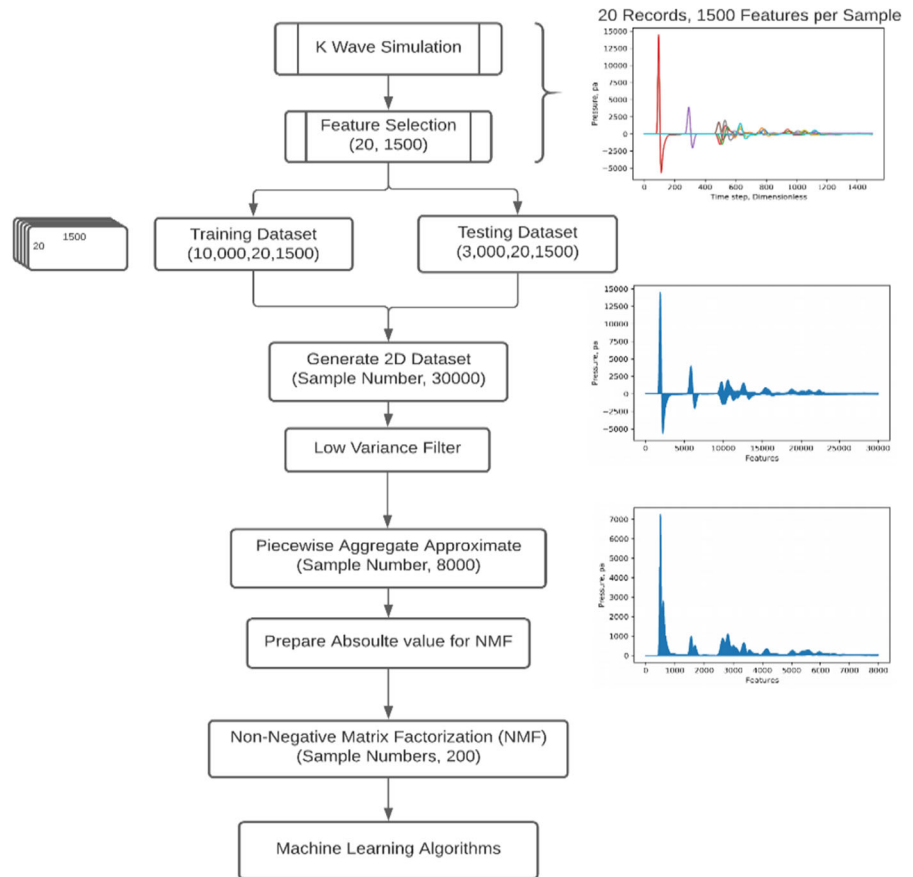 K Wave Simulation
Feature Selection
(20, 1500)
20 Records, 1500 Features per Sample
15000
12500
10000
7500
5000
2500
0
−2500
−5000
Pressure, pa
0 200 400 600 800 1000 1200 1400
Time step, Dimensionless
1500
20
Training Dataset
(10,000,20,1500)
Testing Dataset
(3,000,20,1500)
Generate 2D Dataset
(Sample Number, 30000)
Low Variance Filter
15000
12500
10000
7500
5000
2500
0
−2500
−5000
Pressure, pa
0 5000 10000 15000 20000 25000 30000
Features
Piecewise Aggregate Approximate
(Sample Number, 8000)
Prepare Absoulte value for NMF
7000
6000
5000
4000
3000
2000
1000
0
Pressure, pa
0 1000 2000 3000 4000 5000 6000 7000 8000
Features
Non-Negative Matrix Factorization (NMF)
(Sample Numbers, 200)
Machine Learning Algorithms